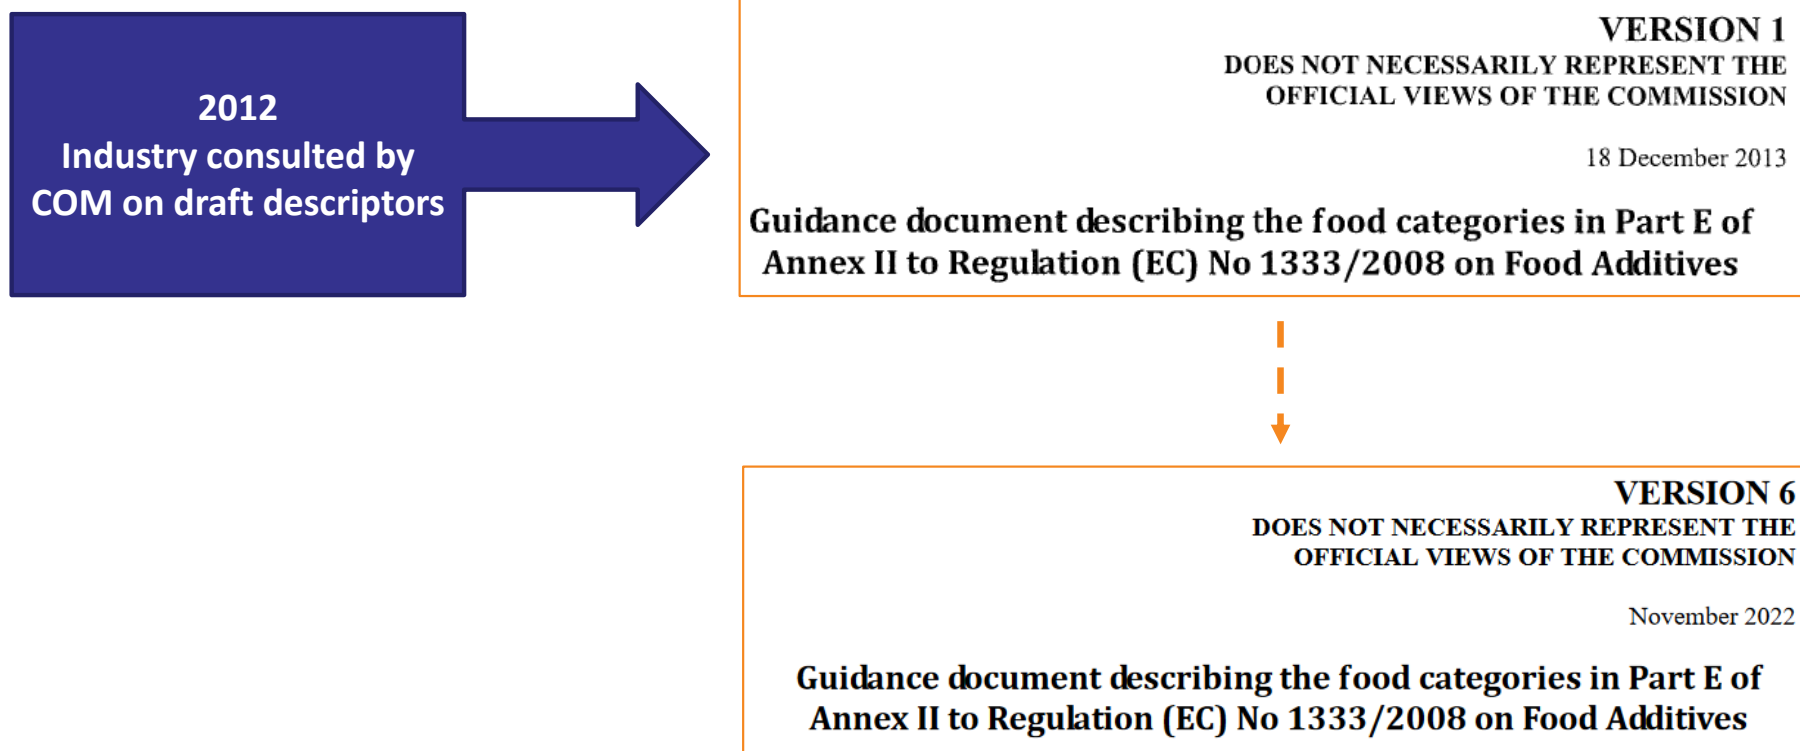 2012
Industry consulted by
COM on draft descriptors
VERSION 1
DOES NOT NECESSARILY REPRESENT THE
OFFICIAL VIEWS OF THE COMMISSION
18 December 2013
Guidance document describing the food categories in Part E of
Annex II to Regulation (EC) No 1333/2008 on Food Additives
VERSION 6
DOES NOT NECESSARILY REPRESENT THE
OFFICIAL VIEWS OF THE COMMISSION
November 2022
Guidance document describing the food categories in Part E of
Annex II to Regulation (EC) No 1333/2008 on Food Additives